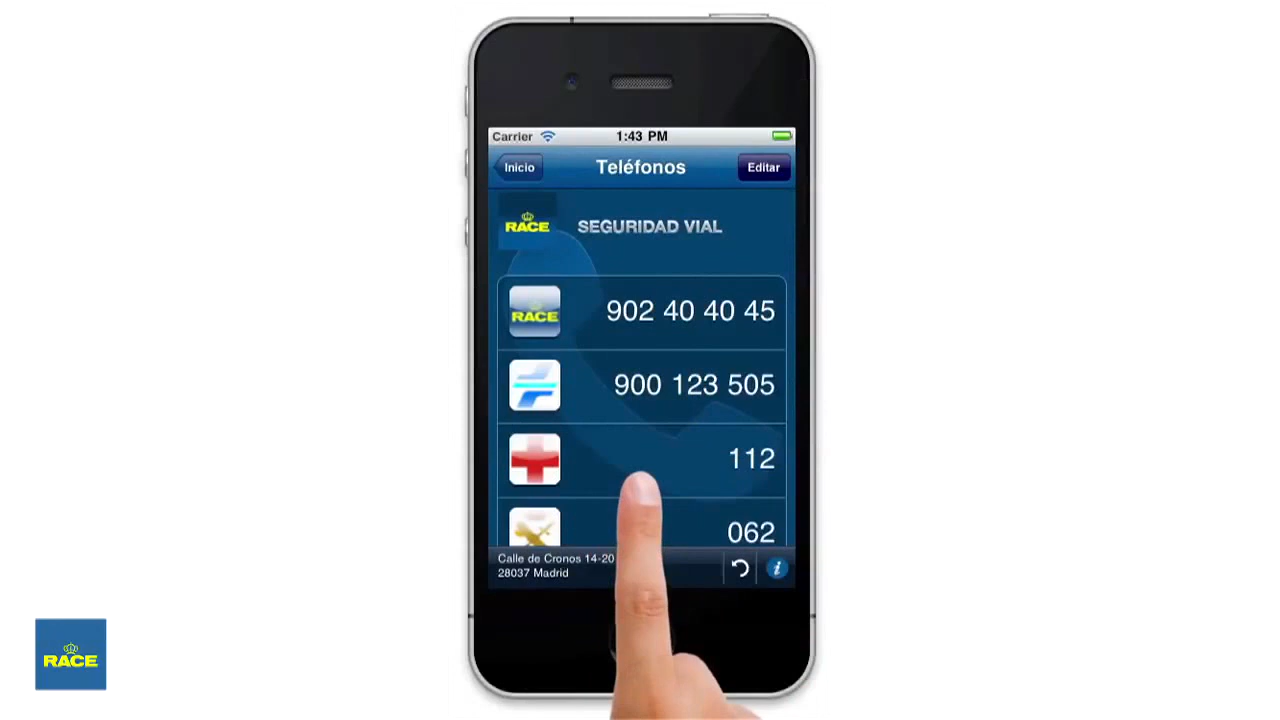 Carrier 1:43 PM
Inicio Teléfonos Editar
RACE SEGURIDAD VIAL
RACE 902 40 40 45
900 123 505
112
062
Calle de Cronos 14-20
28037 Madrid
RACE